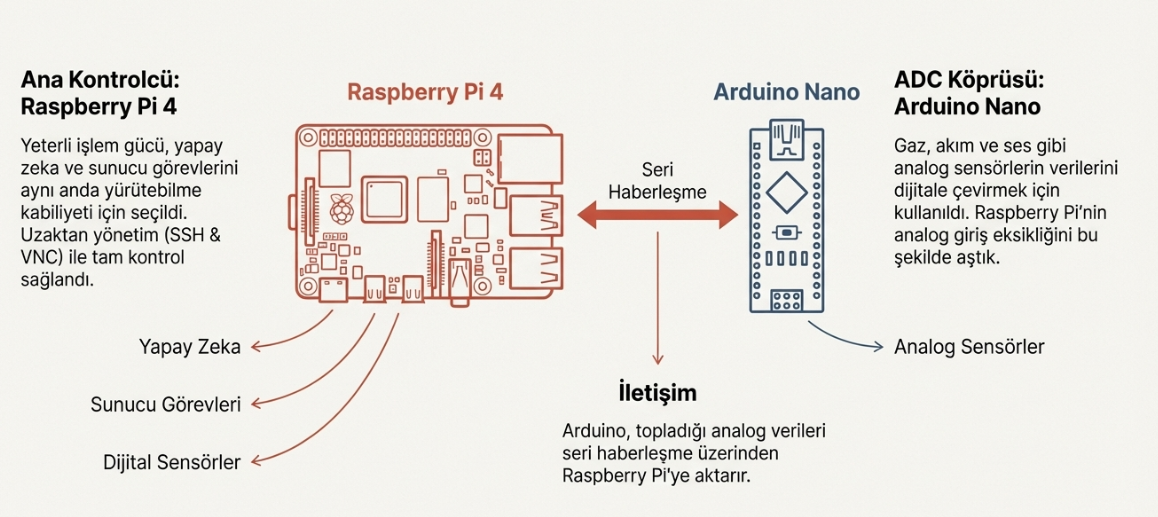 Ana Kontrolcü:
Raspberry Pi 4
Yeterli işlem gücü, yapay
zeka ve sunucu görevlerini
aynı anda yürütebilme
kabiliyeti için seçildi.
Uzaktan yönetim (SSH &
VNC) ile tam kontrol
sağlandı.
Raspberry Pi 4
Yapay Zeka
Sunucu Görevleri
Dijital Sensörler
Seri
Haberleşme
İletişim
Arduino, topladığı analog verileri
seri haberleşme üzerinden
Raspberry Pi'ye aktarır.
Arduino Nano
ADC Köprüsü:
Arduino Nano
Gaz, akım ve ses gibi
analog sensörlerin verilerini
dijitale çevirmek için
kullanıldı. Raspberry Pi’nin
analog giriş eksikliğini bu
şekilde aştık.
Analog Sensörler